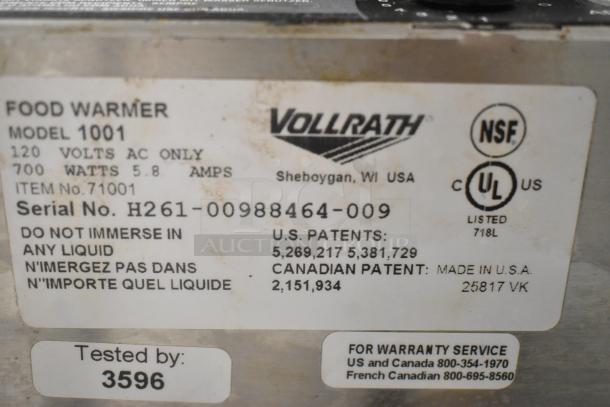 FOOD WARMER
MODEL 1001
120 VOLTS AC ONLY
700 WATTS 5.8 AMPS
ITEM No.71001
VOLLRATH
Sheboygan, WI USA
NSF
C UL US
LISTED
718L
Serial No. H261-00988464-009
DO NOT IMMERSE IN
ANY LIQUID
N'IMERGEZ PAS DANS
N"IMPORTE QUEL LIQUIDE
U.S. PATENTS:
5,269,217 5,381,729
CANADIAN PATENT:
2,151,934
MADE IN U.S.A.
25817 VK
Tested by:
3596
FOR WARRANTY SERVICE
US and Canada 800-354-1970
French Canadian 800-695-8560